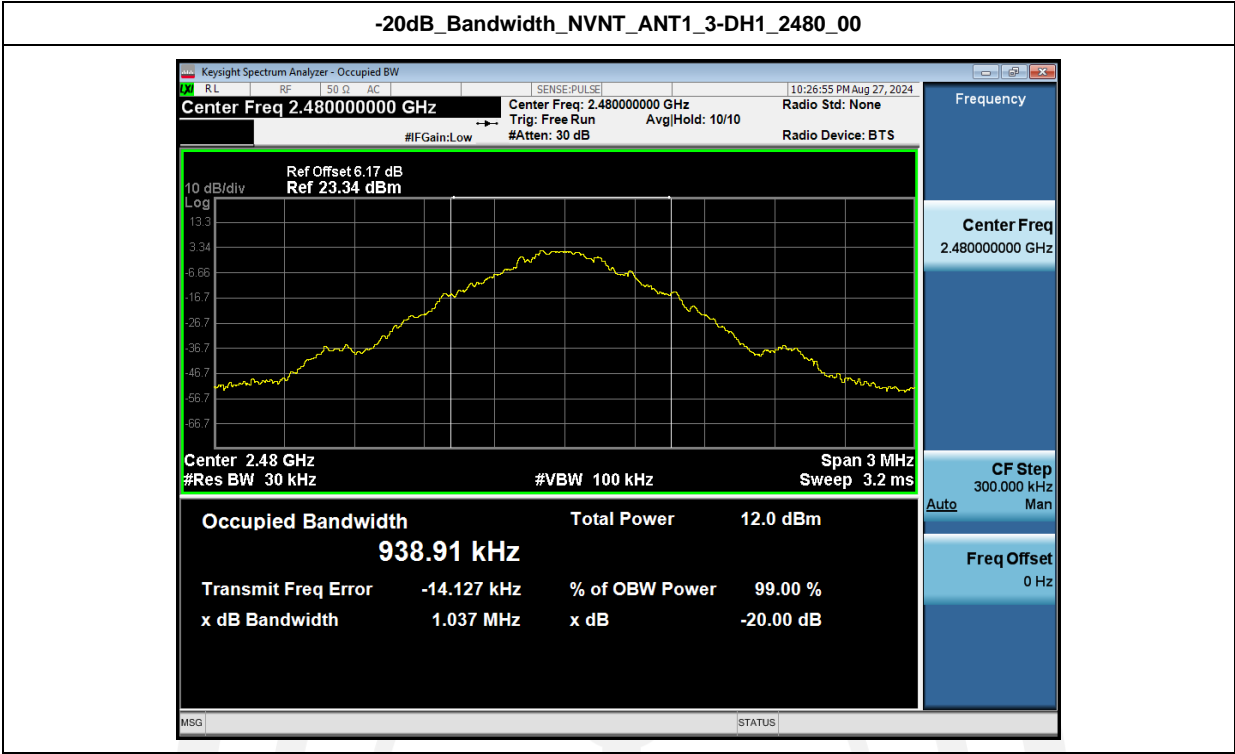 -20dB_Bandwidth_NVNT_ANT1_3-DH1_2480_00
Keysight Spectrum Analyzer - Occupied BW
LXI RL RF 50 Ω AC SENSE:PULSE 10:26:55 PM Aug 27, 2024
Center Freq 2.480000000 GHz
Center Freq: 2.480000000 GHz
Radio Std: None
Trig: Free Run Avg|Hold: 10/10
#IFGain:Low #Atten: 30 dB
Radio Device: BTS
Ref Offset 6.17 dB
10 dB/div Ref 23.34 dBm
Log
13.3
3.34
-6.66
-16.7
-26.7
-36.7
-46.7
-56.7
-66.7
Center 2.48 GHz Span 3 MHz
#Res BW 30 kHz #VBW 100 kHz Sweep 3.2 ms
Occupied Bandwidth Total Power 12.0 dBm
938.91 kHz
Transmit Freq Error -14.127 kHz % of OBW Power 99.00 %
x dB Bandwidth 1.037 MHz x dB -20.00 dB
MSG STATUS
Frequency
Center Freq
2.480000000 GHz
CF Step
300.000 kHz
Auto Man
Freq Offset
0 Hz